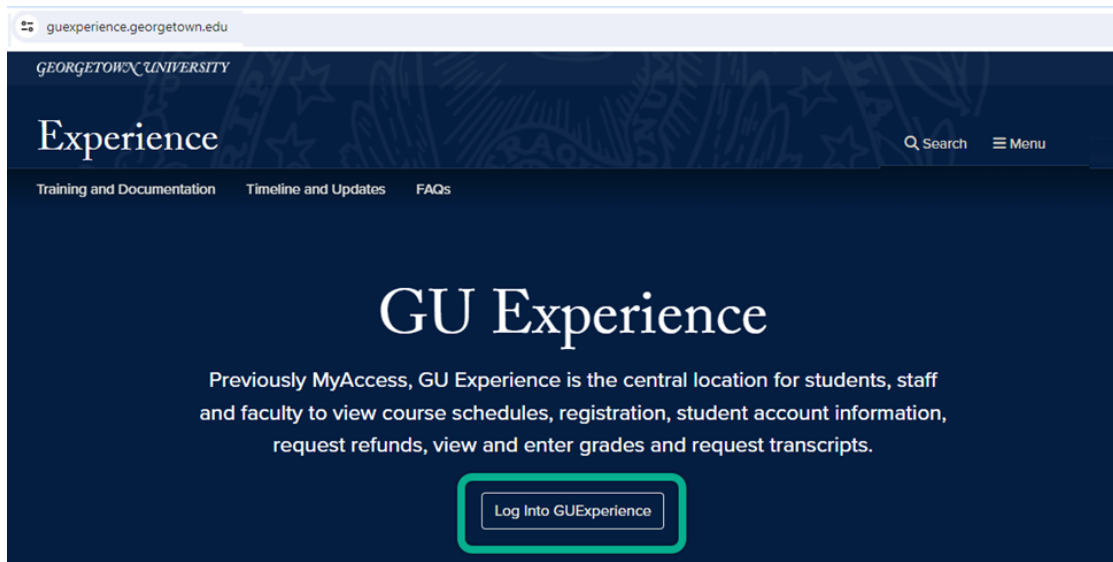 guexperience.georgetown.edu
GEORGETOWN UNIVERSITY
Experience
Search
Menu
Training and Documentation
Timeline and Updates
FAQs
GU Experience
Previously MyAccess, GU Experience is the central location for students, staff
and faculty to view course schedules, registration, student account information,
request refunds, view and enter grades and request transcripts.
Log Into GUExperience